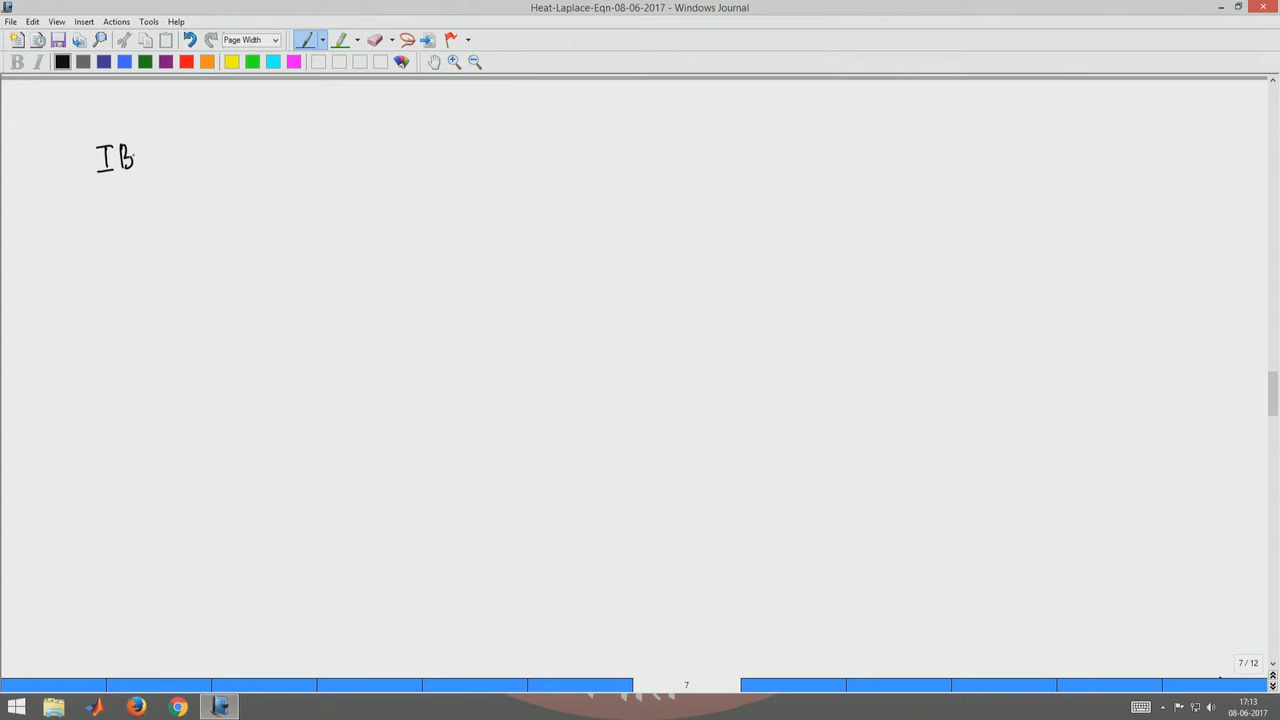 Heat-Laplace-Eqn-08-06-2017 - Windows Journal
File Edit View Insert Actions Tools Help
Page Width
B I
I B
7 / 12
7
17:13
08-06-2017